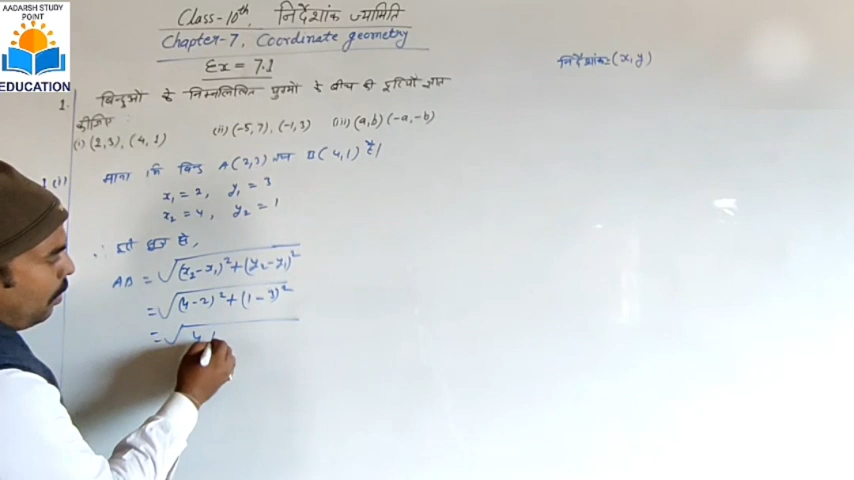 AADARSH STUDY
POINT
EDUCATION
Class-10th, निर्देशांक ज्यामिति
Chapter-7, Coordinate geometry
Ex = 7.1
निर्देशांक = (x, y)
1. बिन्दुओं के निम्नलिखित युग्मों के बीच की दूरियाँ ज्ञात
कीजिए
(i) (2,3), (4,1) (ii) (-5,7), (-1,3) (iii) (a,b) (-a,-b)
1 (i) माना कि बिन्दु A(2,3) तथा B(4,1) है।
x₁ = 2, y₁ = 3
x₂ = 4, y₂ = 1
∴ दूरी सूत्र से,
AB = √(x₂-x₁)²+(y₂-y₁)²
= √(4-2)²+(1-3)²
= √4